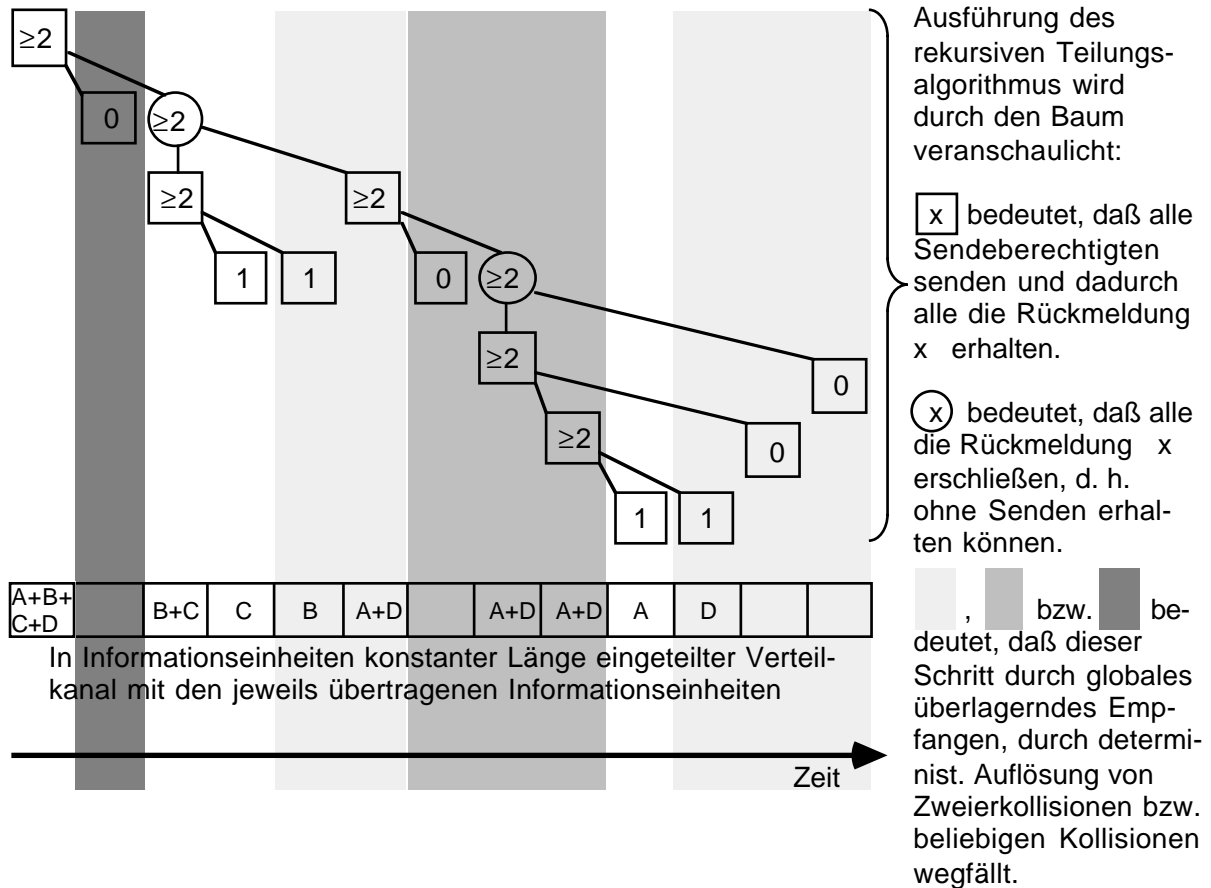 ≥2
0
≥2
≥2
≥2
1
1
0
≥2
≥2
0
≥2
0
1
1
A+B+
C+D
B+C
C
B
A+D
A+D
A+D
A
D
In Informationseinheiten konstanter Länge eingeteilter Verteil-
kanal mit den jeweils übertragenen Informationseinheiten
Zeit
Ausführung des
rekursiven Teilungs-
algorithmus wird
durch den Baum
veranschaulicht:
x bedeutet, daß alle
Sendeberechtigten
senden und dadurch
alle die Rückmeldung
x erhalten.
x bedeutet, daß alle
die Rückmeldung x
erschließen, d. h.
ohne Senden erhal-
ten können.
, bzw. be-
deutet, daß dieser
Schritt durch globales
überlagerndes Emp-
fangen, durch determi-
nist. Auflösung von
Zweierkollisionen bzw.
beliebigen Kollisionen
wegfällt.